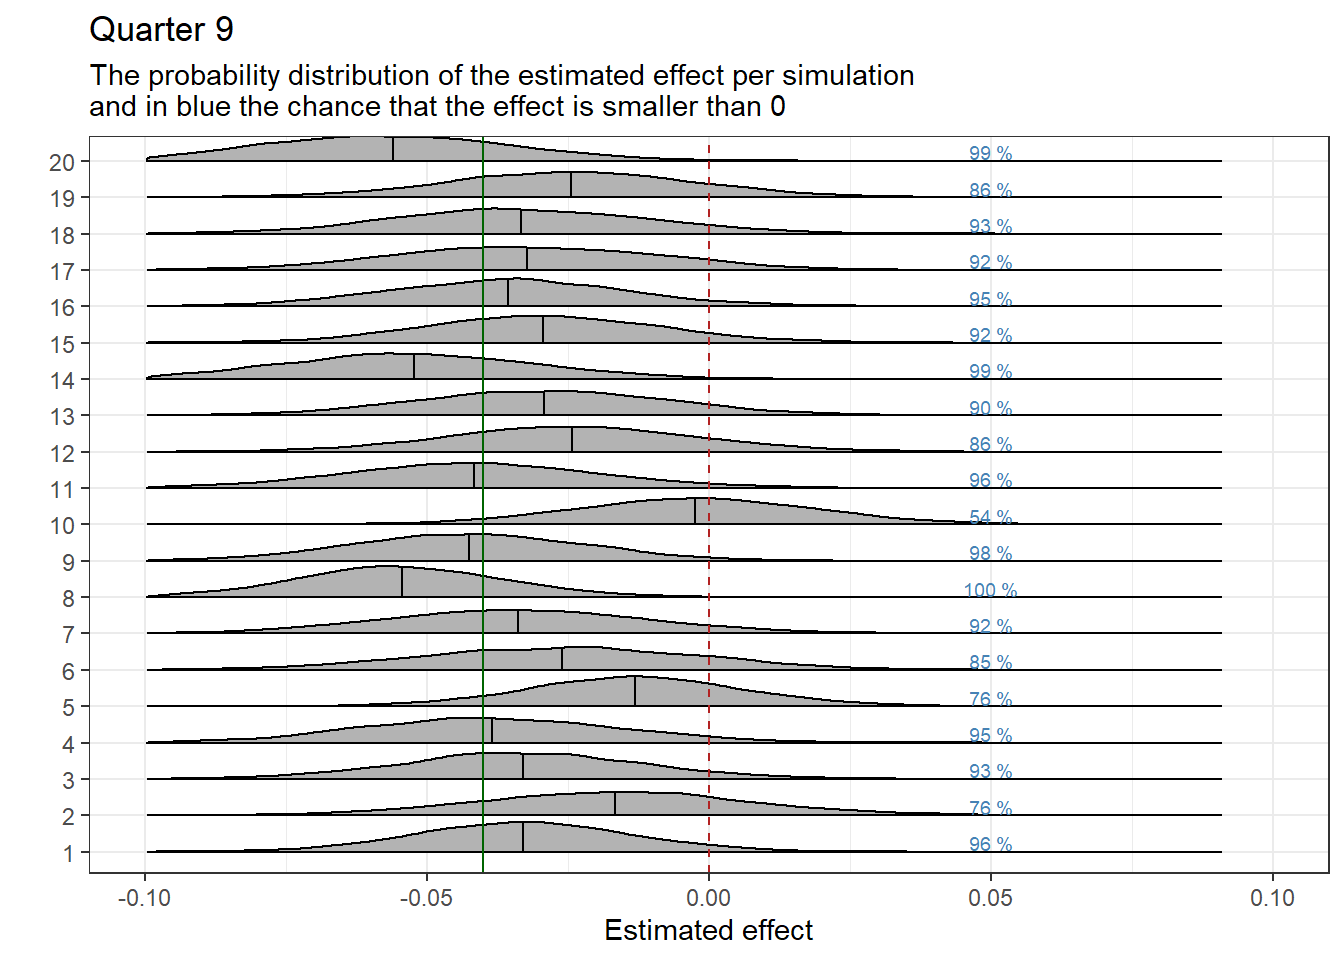 Quarter 9
The probability distribution of the estimated effect per simulation
and in blue the chance that the effect is smaller than 0
20 99 %
19 86 %
18 93 %
17 92 %
16 95 %
15 92 %
14 99 %
13 90 %
12 86 %
11 96 %
10 54 %
9 98 %
8 100 %
7 92 %
6 85 %
5 76 %
4 95 %
3 93 %
2 76 %
1 96 %
-0.10 -0.05 0.00 0.05 0.10
Estimated effect